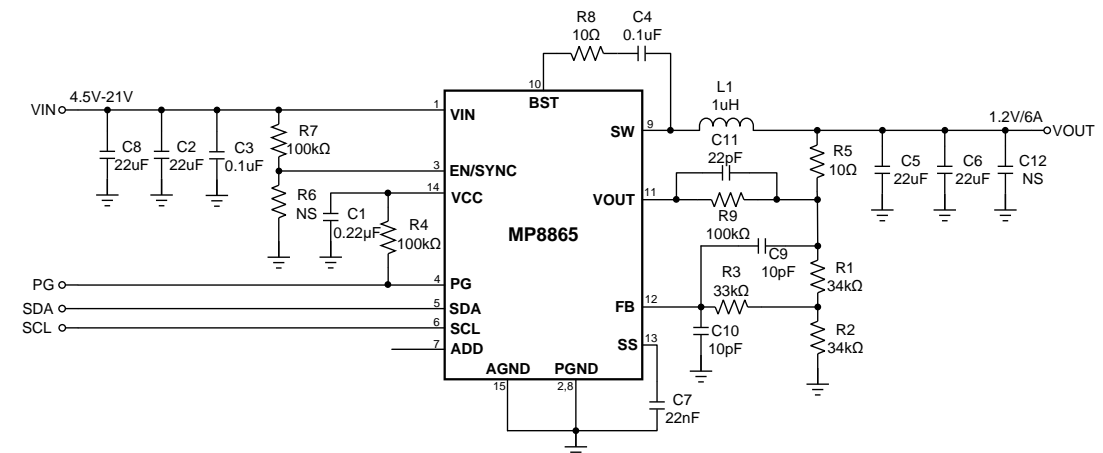 R8
10Ω
C4
0.1uF
10
BST
L1
1uH
4.5V-21V
VIN
1
VIN
SW
9
1.2V/6A
VOUT
C8
22uF
C2
22uF
C3
0.1uF
R7
100kΩ
C11
22pF
R5
10Ω
C5
22uF
C6
22uF
C12
NS
3
EN/SYNC
R6
NS
C1
0.22µF
14
VCC
R4
100kΩ
VOUT
11
R9
100kΩ
MP8865
C9
10pF
R3
33kΩ
R1
34kΩ
PG
4
PG
SDA
5
SDA
SCL
6
SCL
7
ADD
FB
12
C10
10pF
R2
34kΩ
SS
13
AGND
PGND
15
2,8
C7
22nF